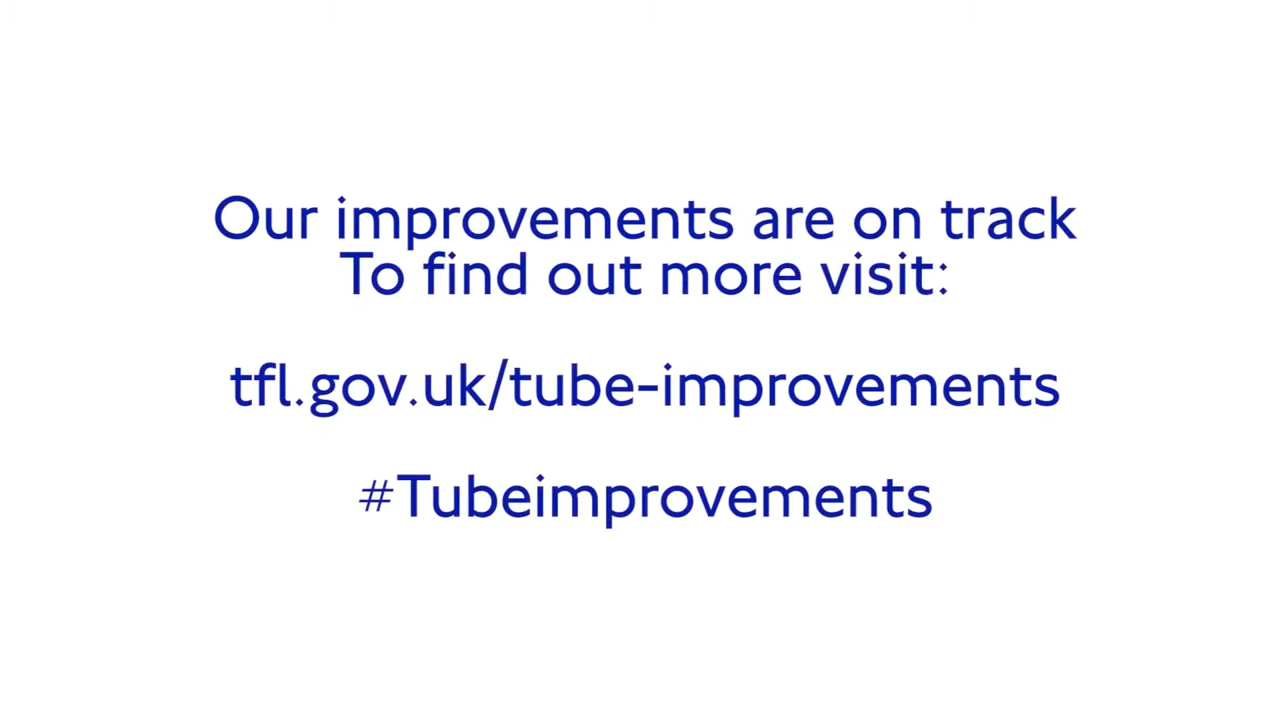 Our improvements are on track
To find out more visit:
tfl.gov.uk/tube-improvements
#Tubeimprovements